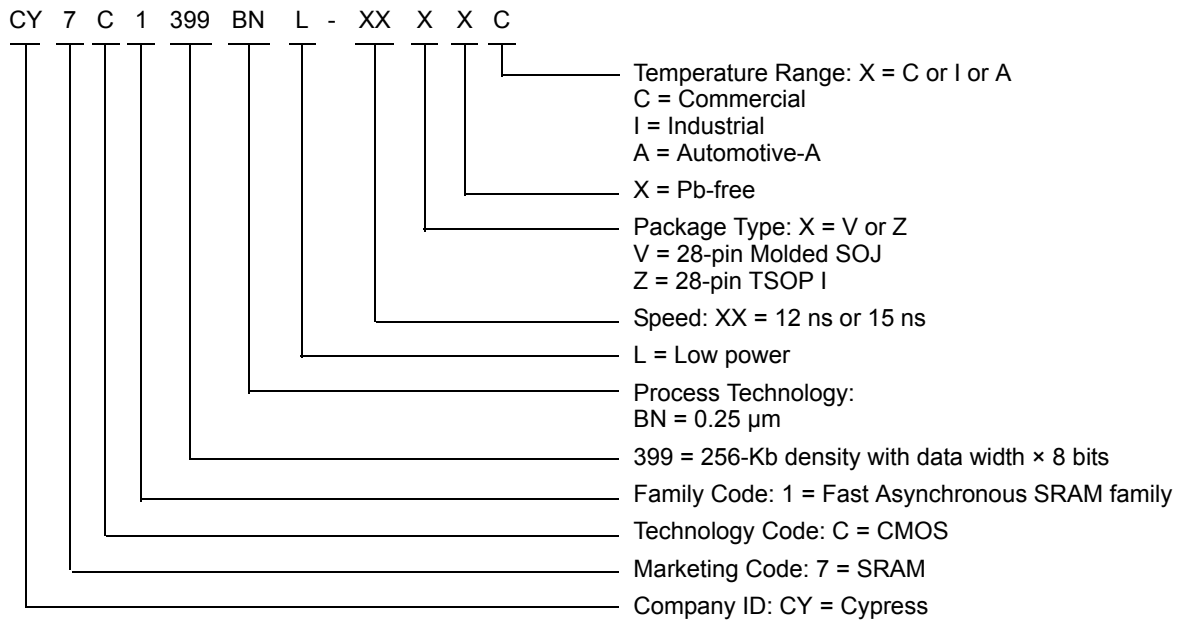 CY 7 C 1 399 BN L - XX X X C
Temperature Range: X = C or I or A
C = Commercial
I = Industrial
A = Automotive-A
X = Pb-free
Package Type: X = V or Z
V = 28-pin Molded SOJ
Z = 28-pin TSOP I
Speed: XX = 12 ns or 15 ns
L = Low power
Process Technology:
BN = 0.25 µm
399 = 256-Kb density with data width × 8 bits
Family Code: 1 = Fast Asynchronous SRAM family
Technology Code: C = CMOS
Marketing Code: 7 = SRAM
Company ID: CY = Cypress